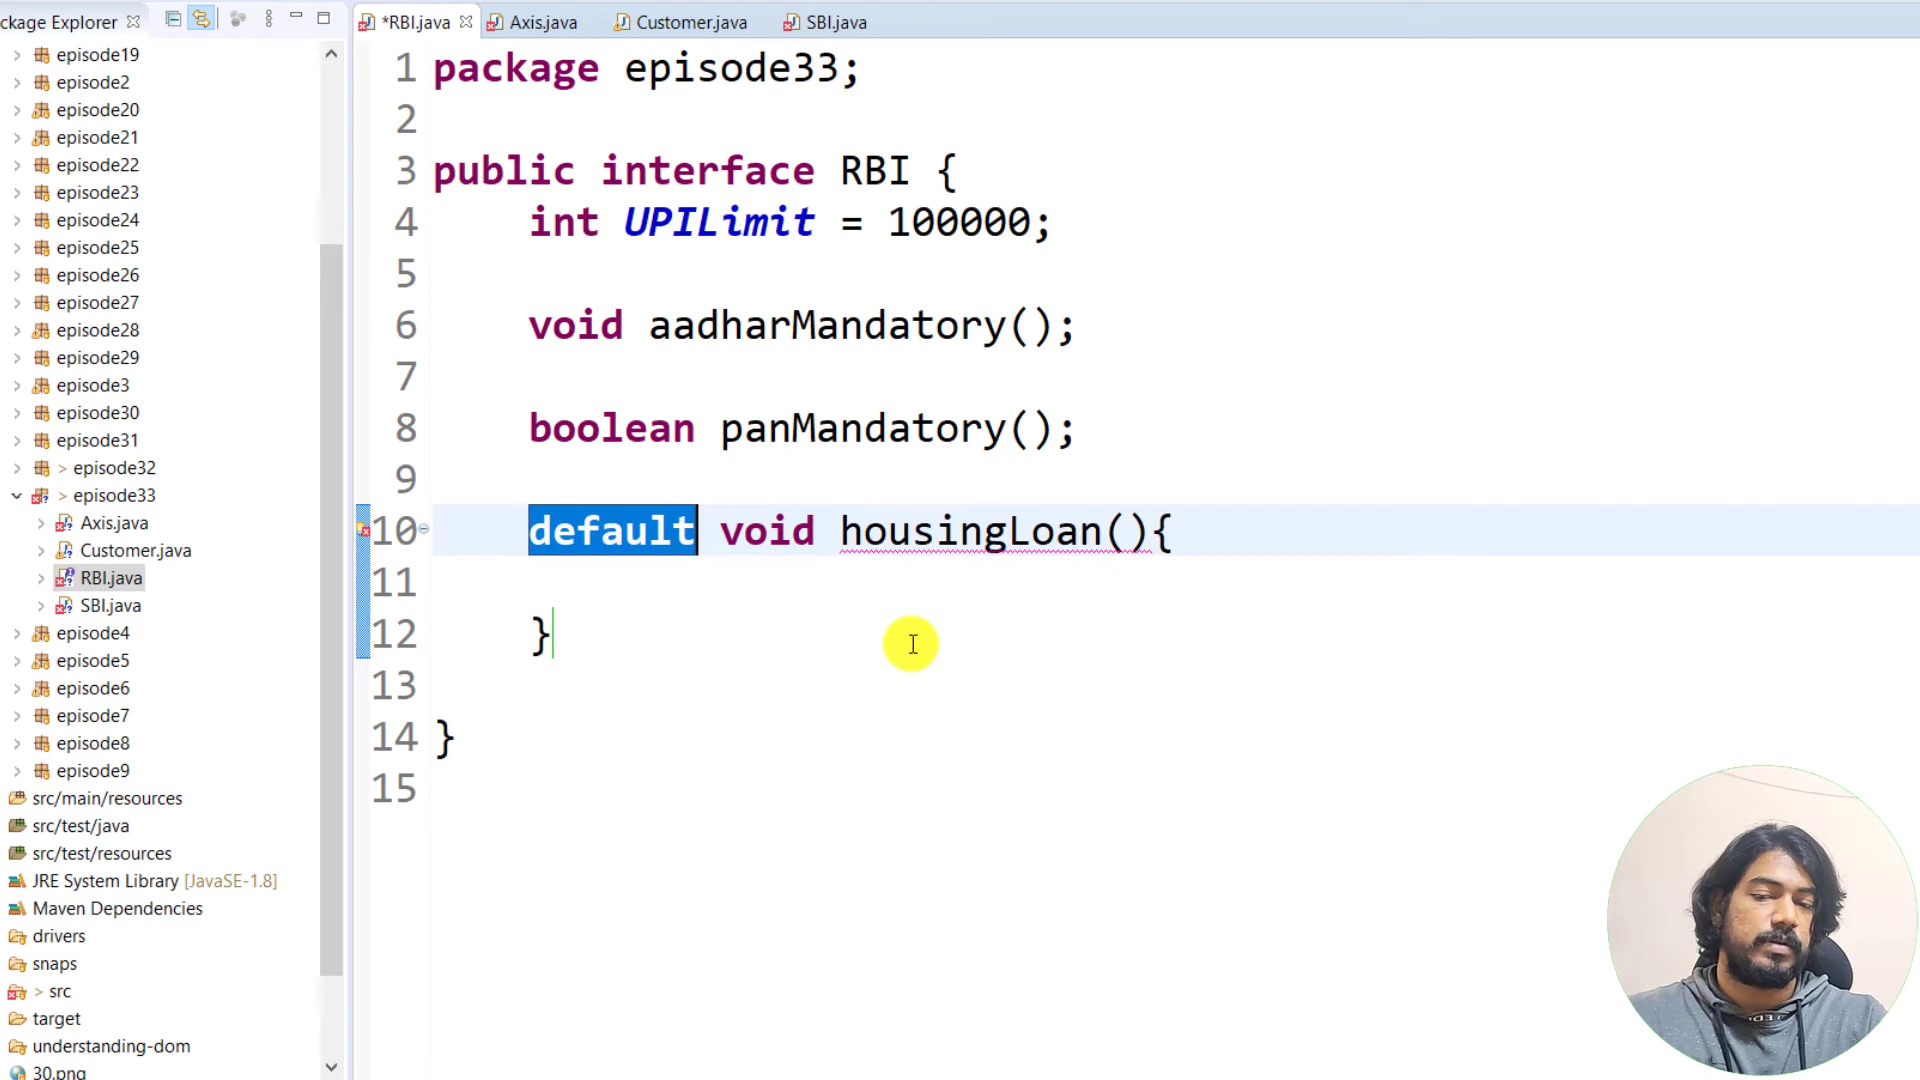 ckage Explorer
*RBI.java
Axis.java
Customer.java
SBI.java
episode19
episode2
episode20
episode21
episode22
episode23
episode24
episode25
episode26
episode27
episode28
episode29
episode3
episode30
episode31
> episode32
> episode33
Axis.java
Customer.java
RBI.java
SBI.java
episode4
episode5
episode6
episode7
episode8
episode9
src/main/resources
src/test/java
src/test/resources
JRE System Library [JavaSE-1.8]
Maven Dependencies
drivers
snaps
> src
target
understanding-dom
30.png
1 package episode33;
2
3 public interface RBI {
4 int UPILimit = 100000;
5
6 void aadharMandatory();
7
8 boolean panMandatory();
9
10 default void housingLoan(){
11
12 }
13
14 }
15